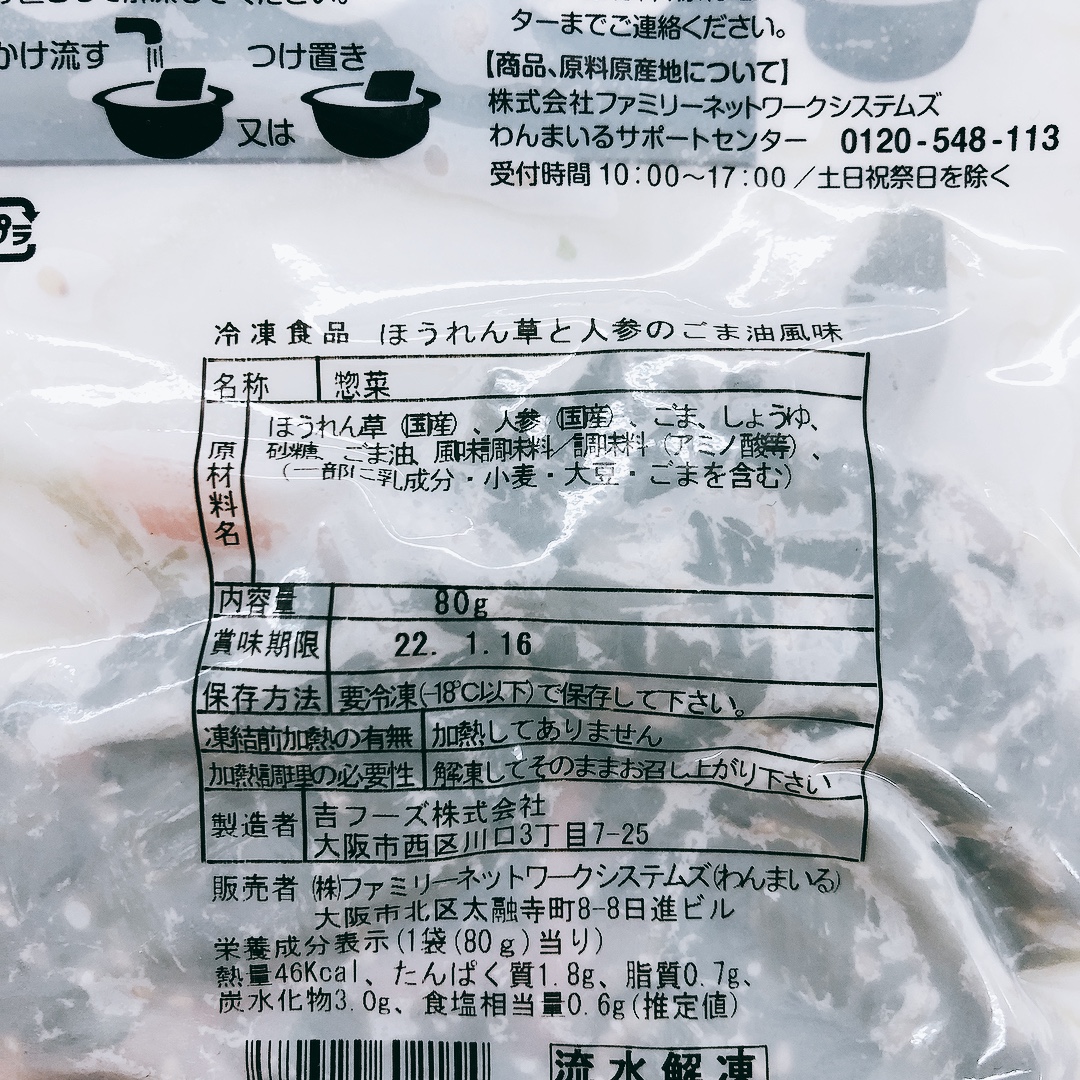 かけ流す
つけ置き
又は
ターまでご連絡ください。
【商品、原料原産地について】
株式会社ファミリーネットワークシステムズ
わんまいるサポートセンター 0120-548-113
受付時間 10:00～17:00／土日祝祭日を除く
プラ
冷凍食品 ほうれん草と人参のごま油風味
名称 惣菜
原材料名 ほうれん草（国産）、人参（国産）、ごま、しょうゆ、
砂糖、ごま油、風味調味料／調味料（アミノ酸等）、
（一部に乳成分・小麦・大豆・ごまを含む）
内容量 80g
賞味期限 22. 1.16
保存方法 要冷凍(-18℃以下)で保存して下さい。
凍結前加熱の有無 加熱してありません
加熱調理の必要性 解凍してそのままお召し上がり下さい
製造者 吉フーズ株式会社
大阪市西区川口3丁目7-25
販売者 ㈱ファミリーネットワークシステムズ(わんまいる)
大阪市北区太融寺町8-8日進ビル
栄養成分表示(1袋(80g)当り)
熱量46Kcal、たんぱく質1.8g、脂質0.7g、
炭水化物3.0g、食塩相当量0.6g(推定値)
流水解凍